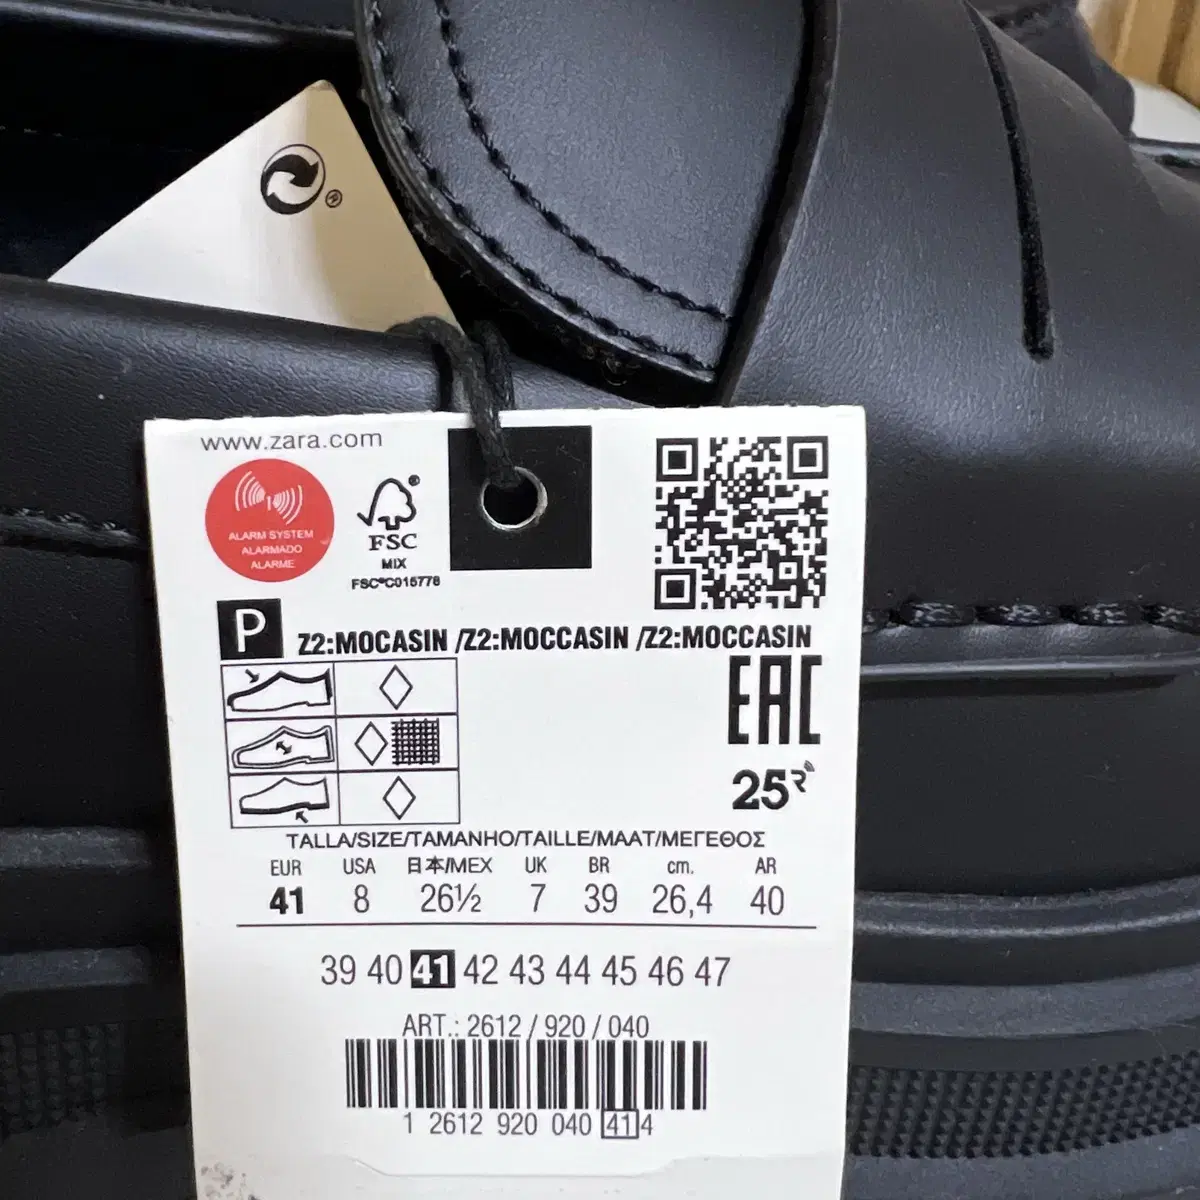 www.zara.com
ALARM SYSTEM
ALARMADO
ALARME
FSC®
MIX
FSC®C015778
P
Z2:MOCASIN /Z2:MOCCASIN /Z2:MOCCASIN
EAC
25
TALLA/SIZE/TAMANHO/TAILLE/MAAT/ΜΕΓΕΘΟΣ
EUR USA 日本/MEX UK BR cm. AR
41 8 26½ 7 39 26,4 40
39 40 41 42 43 44 45 46 47
ART.: 2612 / 920 / 040
1 2612 920 040 41 4